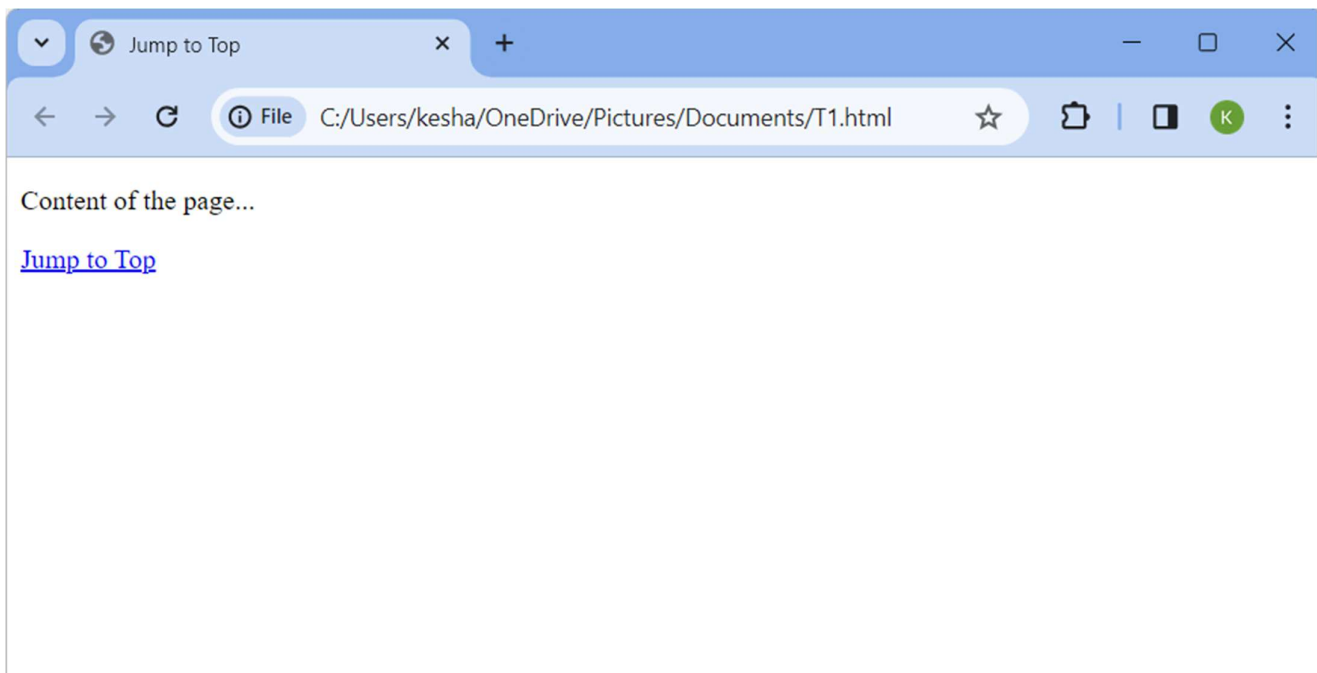 Jump to Top
File C:/Users/kesha/OneDrive/Pictures/Documents/T1.html K
Content of the page...
Jump to Top